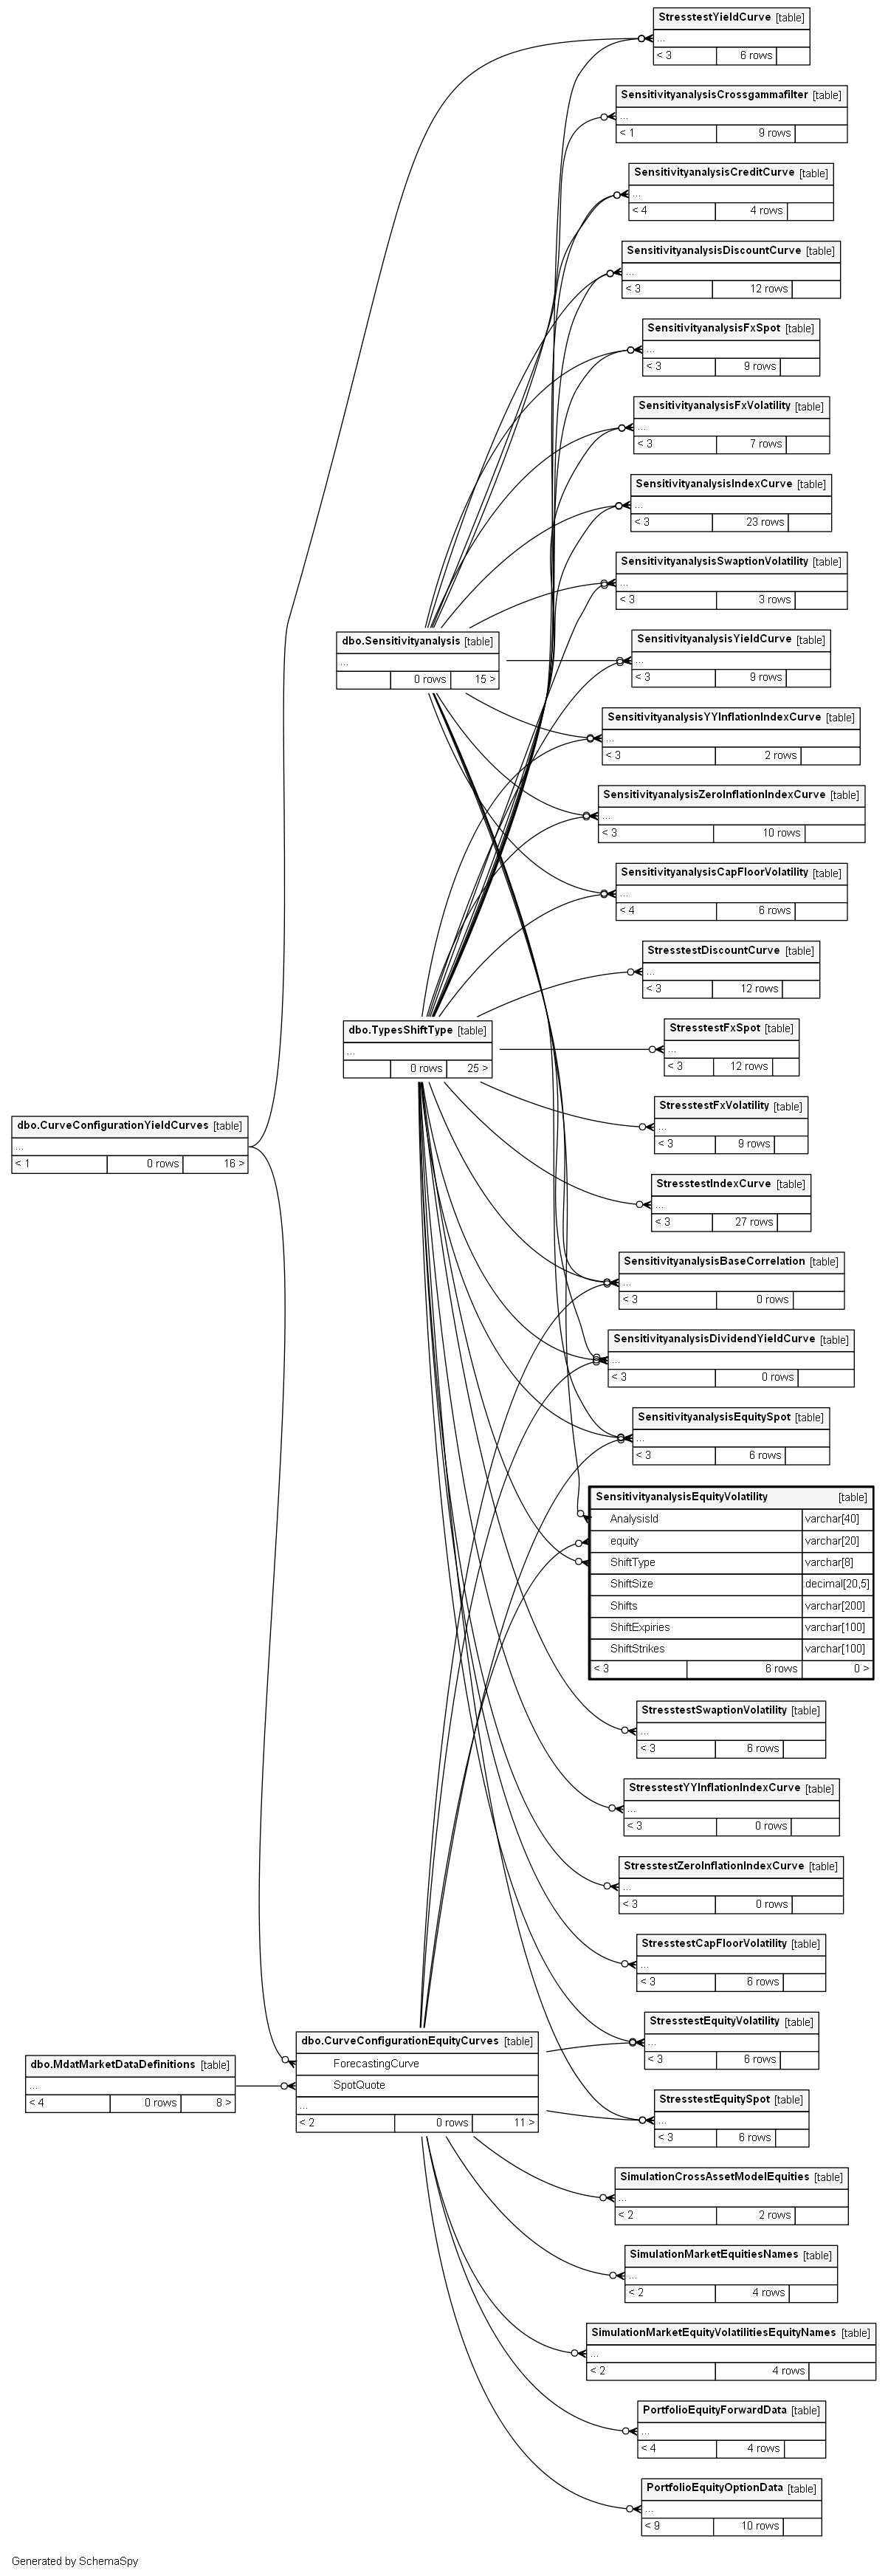 StresstestYieldCurve [table]
...
< 3 6 rows
SensitivityanalysisCrossgammafilter [table]
...
< 1 9 rows
SensitivityanalysisCreditCurve [table]
...
< 4 4 rows
SensitivityanalysisDiscountCurve [table]
...
< 3 12 rows
SensitivityanalysisFxSpot [table]
...
< 3 9 rows
SensitivityanalysisFxVolatility [table]
...
< 3 7 rows
SensitivityanalysisIndexCurve [table]
...
< 3 23 rows
SensitivityanalysisSwaptionVolatility [table]
...
< 3 3 rows
dbo.Sensitivityanalysis [table]
...
0 rows 15 >
SensitivityanalysisYieldCurve [table]
...
< 3 9 rows
SensitivityanalysisYYInflationIndexCurve [table]
...
< 3 2 rows
SensitivityanalysisZeroInflationIndexCurve [table]
...
< 3 10 rows
SensitivityanalysisCapFloorVolatility [table]
...
< 4 6 rows
StresstestDiscountCurve [table]
...
< 3 12 rows
dbo.TypesShiftType [table]
...
0 rows 25 >
StresstestFxSpot [table]
...
< 3 12 rows
StresstestFxVolatility [table]
...
< 3 9 rows
dbo.CurveConfigurationYieldCurves [table]
...
< 1 0 rows 16 >
StresstestIndexCurve [table]
...
< 3 27 rows
SensitivityanalysisBaseCorrelation [table]
...
< 3 0 rows
SensitivityanalysisDividendYieldCurve [table]
...
< 3 0 rows
SensitivityanalysisEquitySpot [table]
...
< 3 6 rows
SensitivityanalysisEquityVolatility [table]
AnalysisId varchar[40]
equity varchar[20]
ShiftType varchar[8]
ShiftSize decimal[20,5]
Shifts varchar[200]
ShiftExpiries varchar[100]
ShiftStrikes varchar[100]
< 3 6 rows 0 >
StresstestSwaptionVolatility [table]
...
< 3 6 rows
StresstestYYInflationIndexCurve [table]
...
< 3 0 rows
StresstestZeroInflationIndexCurve [table]
...
< 3 0 rows
StresstestCapFloorVolatility [table]
...
< 3 6 rows
StresstestEquityVolatility [table]
...
< 3 6 rows
dbo.CurveConfigurationEquityCurves [table]
ForecastingCurve
SpotQuote
...
< 2 0 rows 11 >
dbo.MdatMarketDataDefinitions [table]
...
< 4 0 rows 8 >
StresstestEquitySpot [table]
...
< 3 6 rows
SimulationCrossAssetModelEquities [table]
...
< 2 2 rows
SimulationMarketEquitiesNames [table]
...
< 2 4 rows
SimulationMarketEquityVolatilitiesEquityNames [table]
...
< 2 4 rows
PortfolioEquityForwardData [table]
...
< 4 4 rows
PortfolioEquityOptionData [table]
...
< 9 10 rows
Generated by SchemaSpy